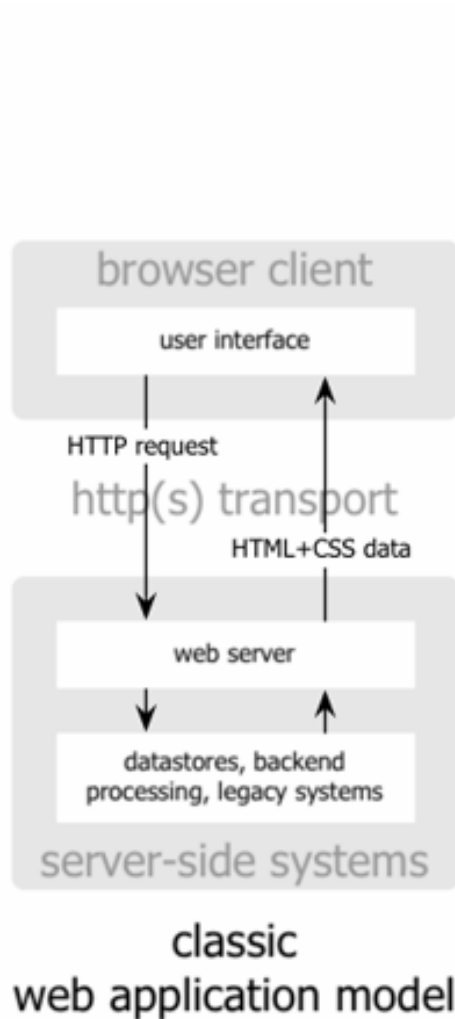 browser client
user interface
HTTP request
http(s) transport
HTML+CSS data
web server
datastores, backend
processing, legacy systems
server-side systems
classic
web application model